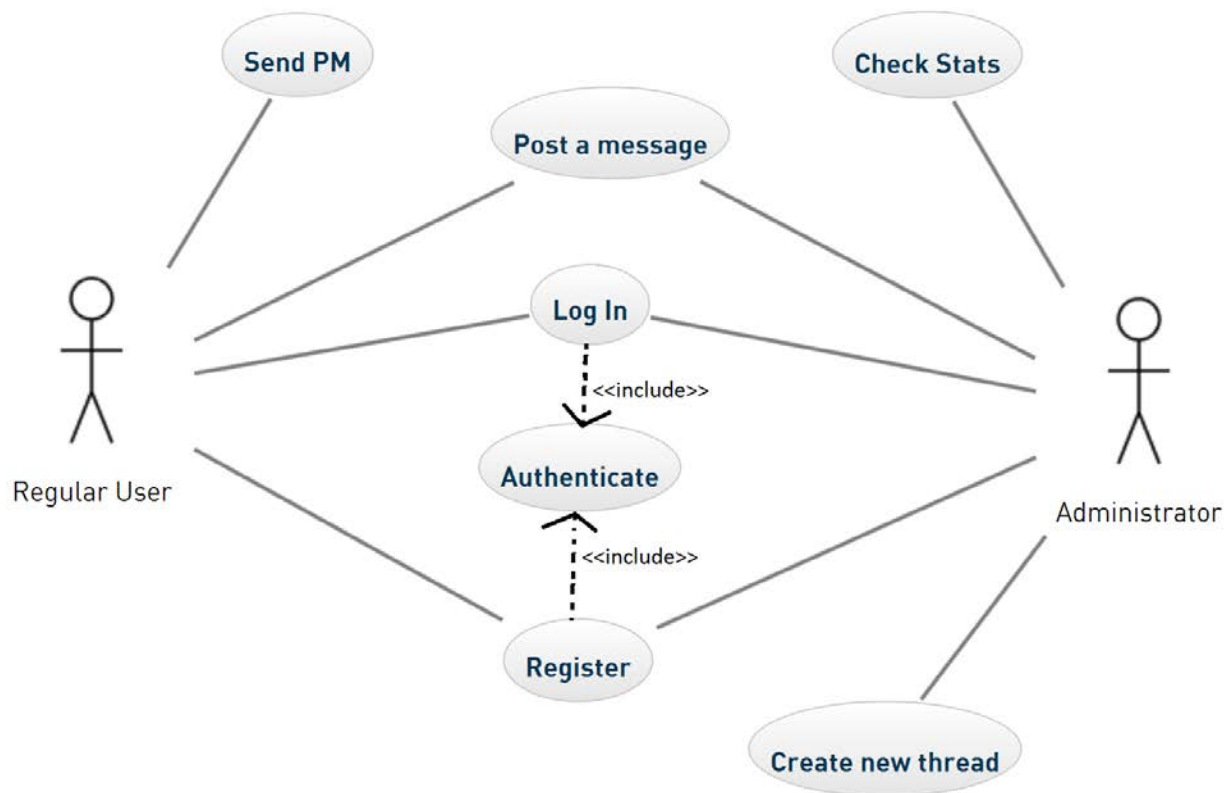 Send PM
Check Stats
Post a message
Log In
<<include>>
Authenticate
Regular User
Administrator
<<include>>
Register
Create new thread